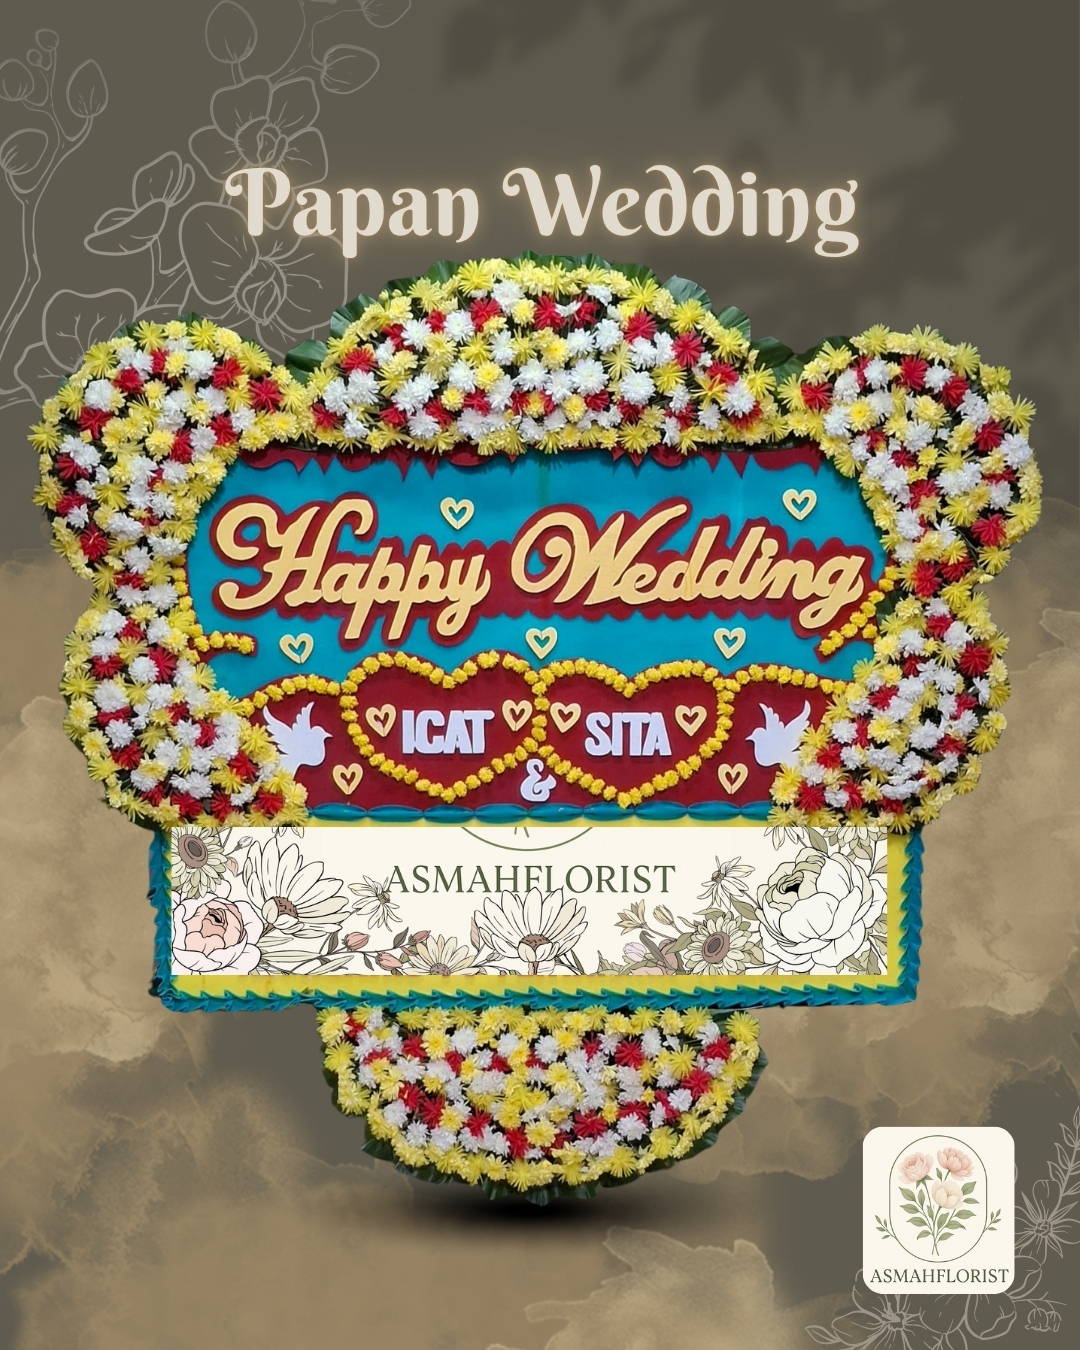 Papan Wedding
Happy Wedding
ICAT SITA
&
ASMAHFLORIST
ASMAHFLORIST